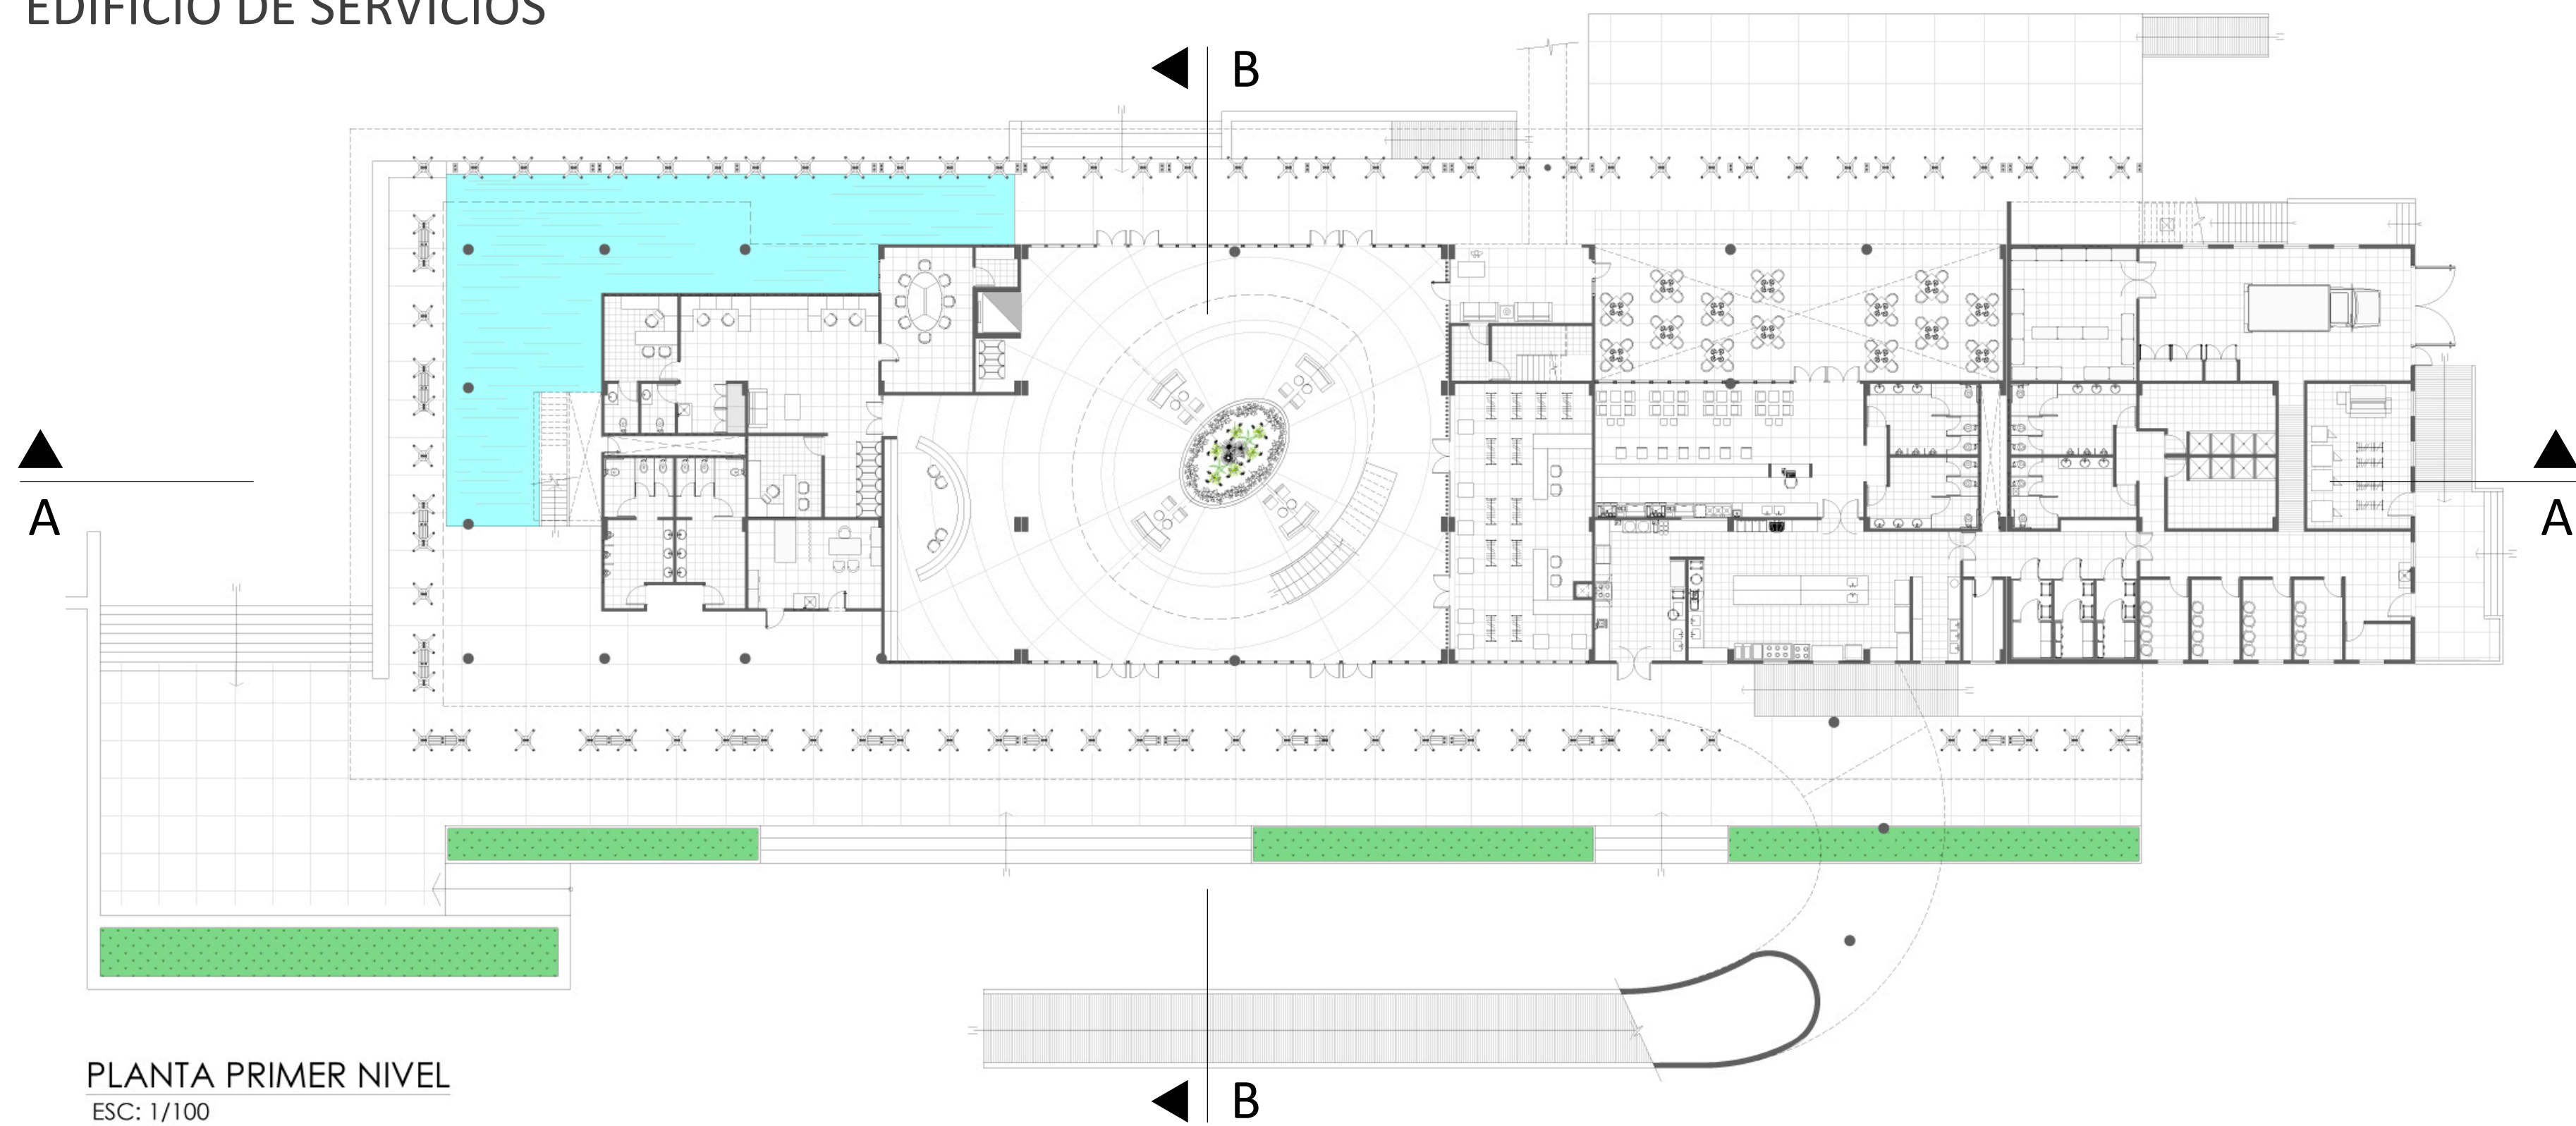 EDIFICIO DE SERVICIOS
B
A
A
PLANTA PRIMER NIVEL
ESC: 1/100
B